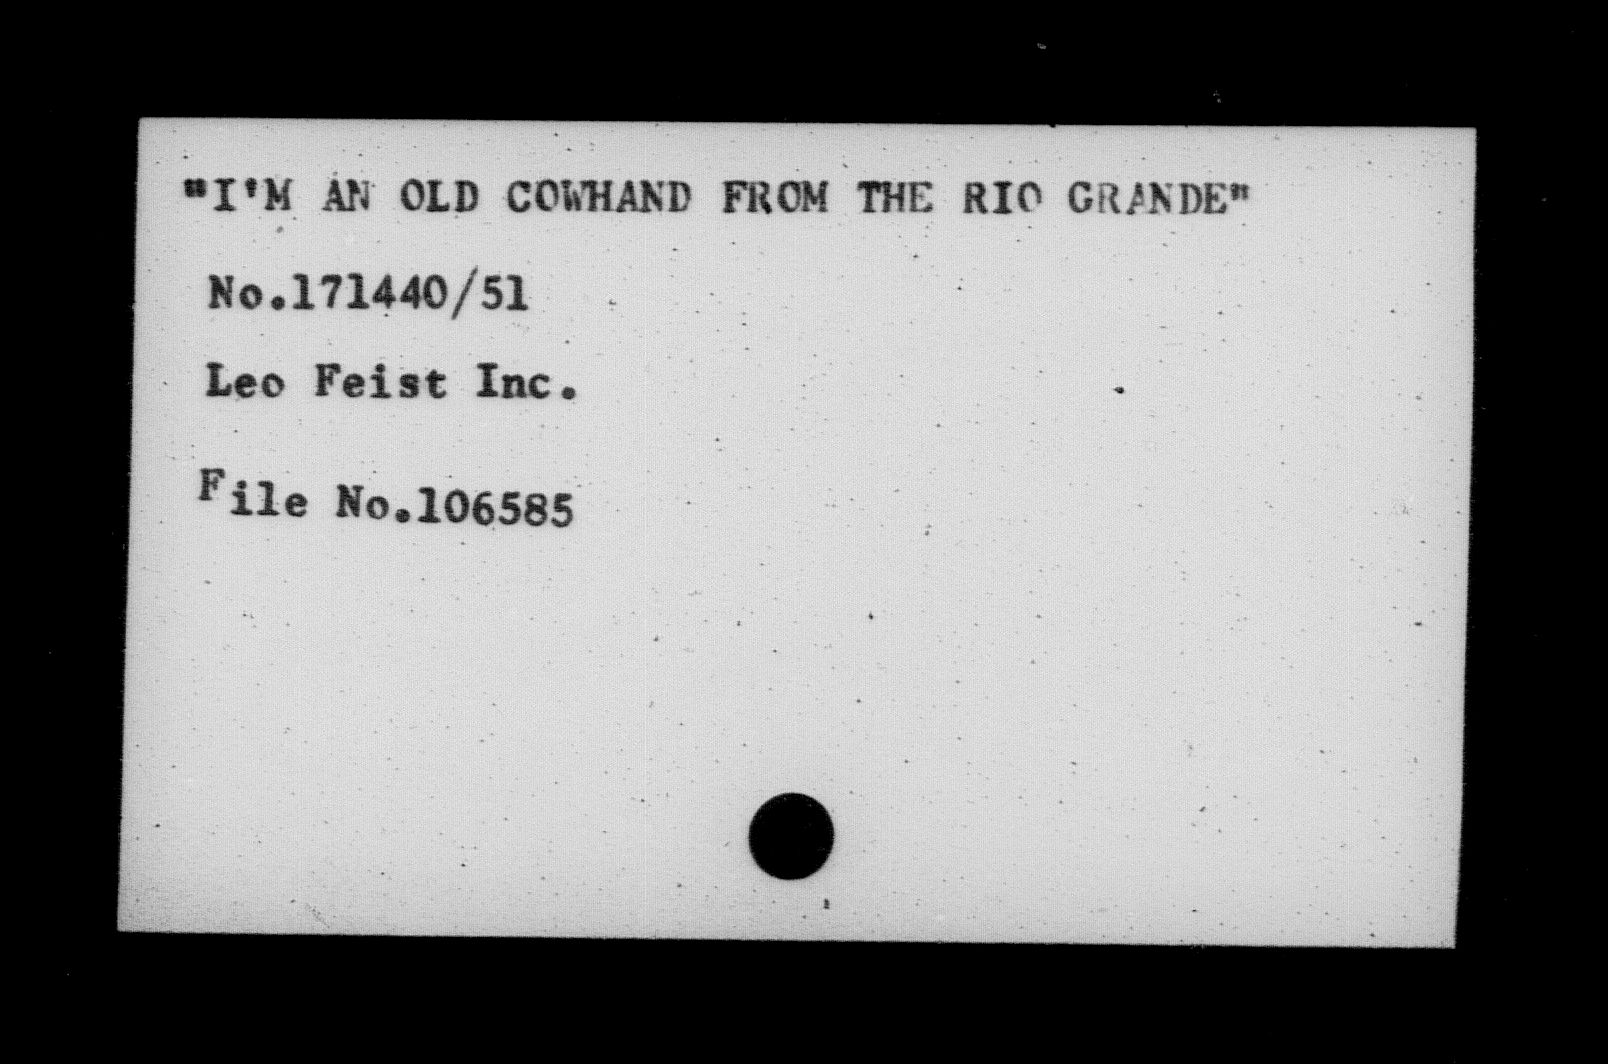 "I'M AN OLD COWHAND FROM THE RIO GRANDE"
No.171440/51
Leo Feist Inc.
File No.106585